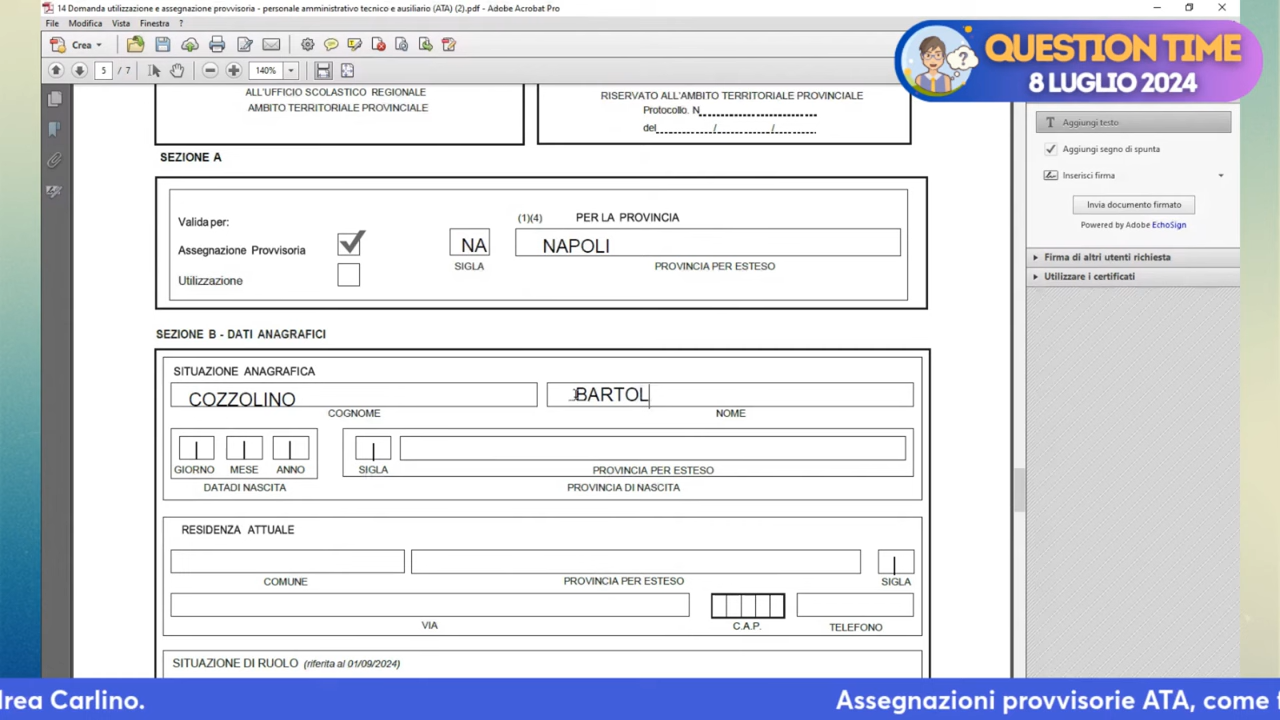 14 Domanda utilizzazione e assegnazione provvisoria - personale amministrativo tecnico e ausiliario (ATA) (2).pdf - Adobe Acrobat Pro
File Modifica Vista Finestra ?
Crea
5 / 7 140%
QUESTION TIME
8 LUGLIO 2024
ALL'UFFICIO SCOLASTICO REGIONALE
AMBITO TERRITORIALE PROVINCIALE
RISERVATO ALL'AMBITO TERRITORIALE PROVINCIALE
Protocollo. N.
del / /
SEZIONE A
Valida per:
(1)(4) PER LA PROVINCIA
Assegnazione Provvisoria
NA NAPOLI
SIGLA PROVINCIA PER ESTESO
Utilizzazione
SEZIONE B - DATI ANAGRAFICI
SITUAZIONE ANAGRAFICA
COZZOLINO BARTOL
COGNOME NOME
GIORNO MESE ANNO SIGLA PROVINCIA PER ESTESO
DATADI NASCITA PROVINCIA DI NASCITA
RESIDENZA ATTUALE
COMUNE PROVINCIA PER ESTESO SIGLA
VIA C.A.P. TELEFONO
SITUAZIONE DI RUOLO (riferita al 01/09/2024)
Aggiungi testo
Aggiungi segno di spunta
Inserisci firma
Invia documento firmato
Powered by Adobe EchoSign
Firma di altri utenti richiesta
Utilizzare i certificati
drea Carlino. Assegnazioni provvisorie ATA, come